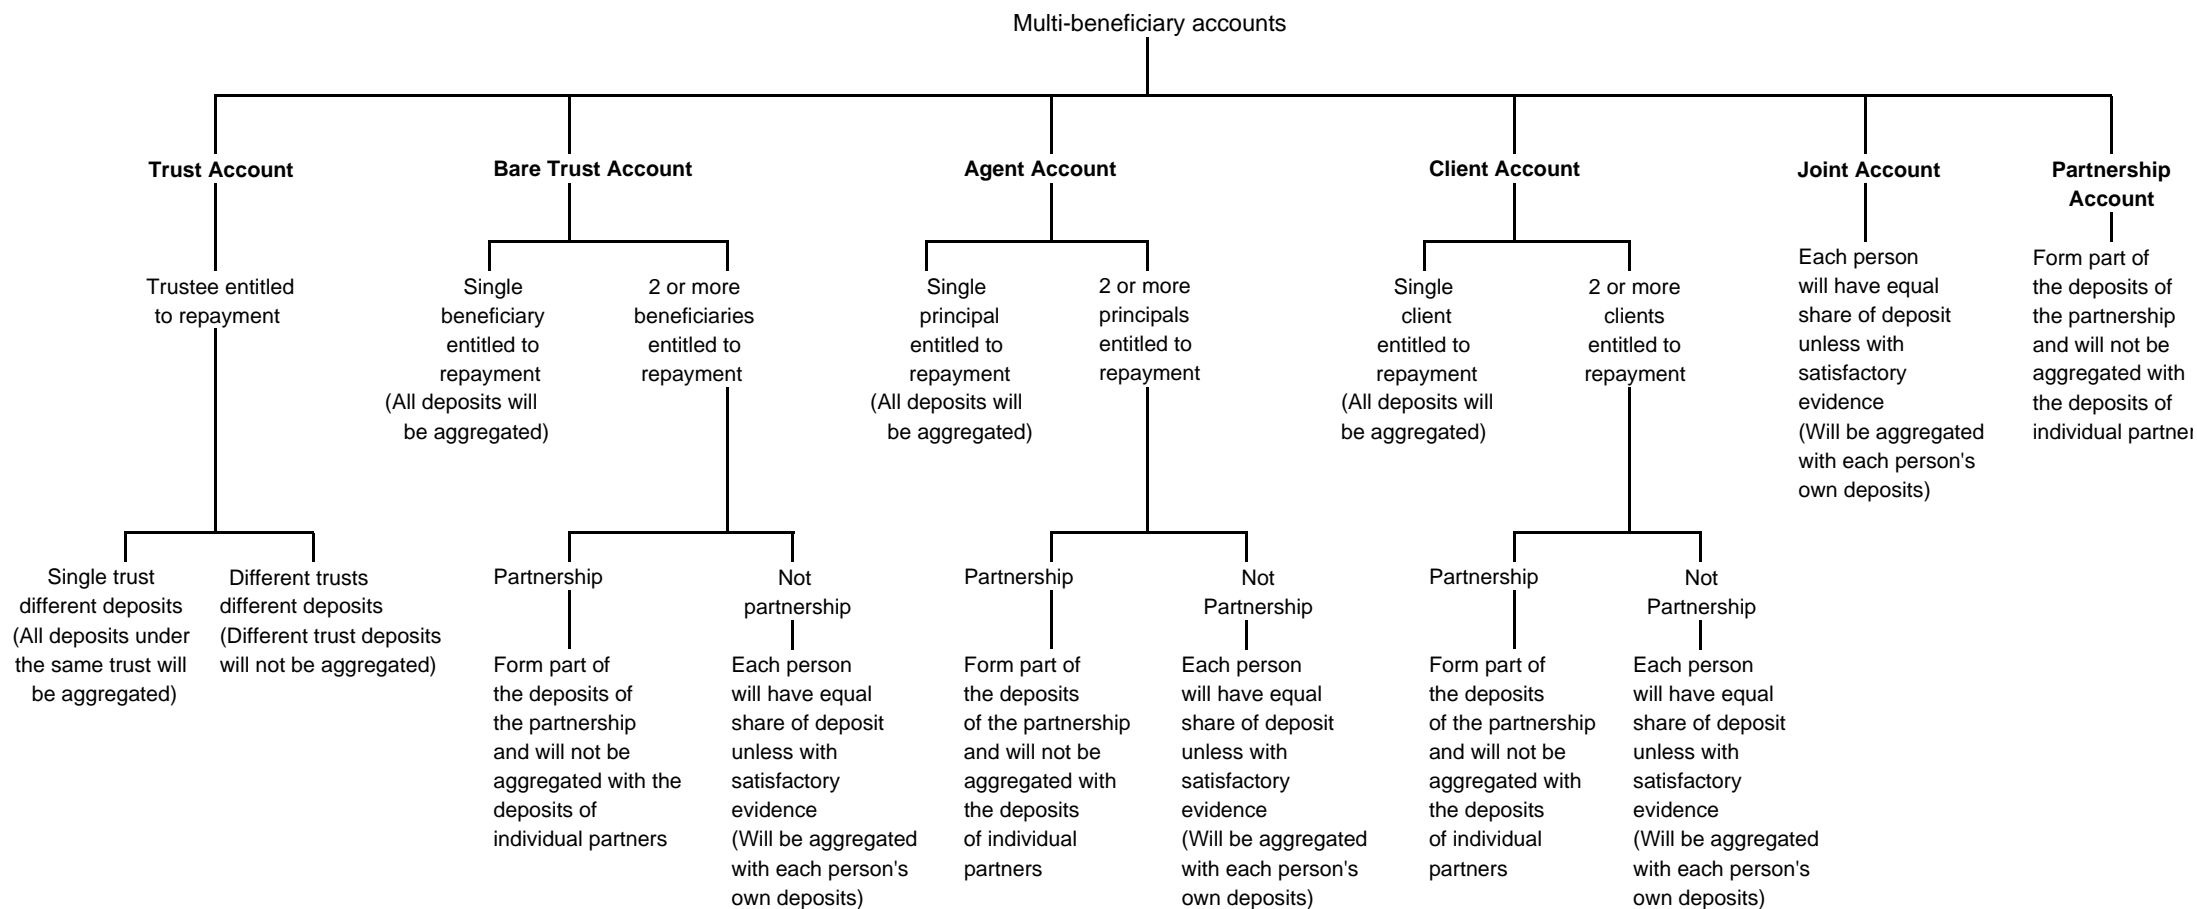 Multi-beneficiary accounts
Trust Account
Trustee entitled
to repayment
Single trust
different deposits
(All deposits under
the same trust will
be aggregated)
Different trusts
different deposits
(Different trust deposits
will not be aggregated)
Bare Trust Account
Single
beneficiary
entitled to
repayment
(All deposits will
be aggregated)
2 or more
beneficiaries
entitled to
repayment
Partnership
Form part of
the deposits of
the partnership
and will not be
aggregated with the
deposits of
individual partners
Not
partnership
Each person
will have equal
share of deposit
unless with
satisfactory
evidence
(Will be aggregated
with each person's
own deposits)
Agent Account
Single
principal
entitled to
repayment
(All deposits will
be aggregated)
2 or more
principals
entitled to
repayment
Partnership
Form part of
the deposits
of the partnership
and will not be
aggregated with
the deposits
of individual
partners
Not
Partnership
Each person
will have equal
share of deposit
unless with
satisfactory
evidence
(Will be aggregated
with each person's
own deposits)
Client Account
Single
client
entitled to
repayment
(All deposits will
be aggregated)
2 or more
clients
entitled to
repayment
Partnership
Form part of
the deposits
of the partnership
and will not be
aggregated with
the deposits
of individual
partners
Not
Partnership
Each person
will have equal
share of deposit
unless with
satisfactory
evidence
(Will be aggregated
with each person's
own deposits)
Joint Account
Each person
will have equal
share of deposit
unless with
satisfactory
evidence
(Will be aggregated
with each person's
own deposits)
Partnership
Account
Form part of
the deposits of
the partnership
and will not be
aggregated with
the deposits of
individual